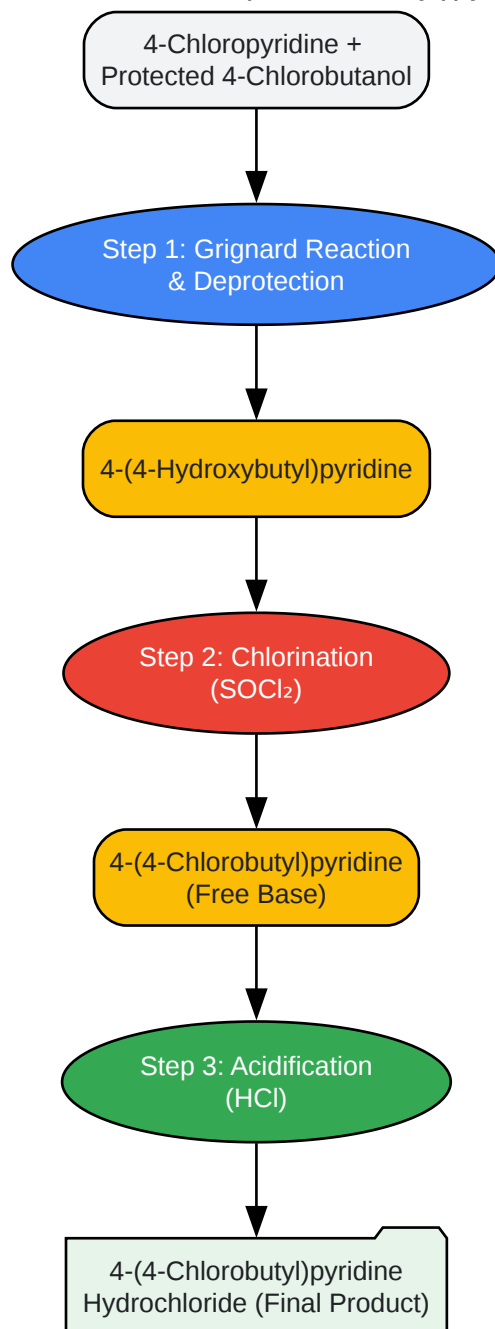 4-Chloropyridine +
Protected 4-Chlorobutanol
Step 1: Grignard Reaction
& Deprotection
4-(4-Hydroxybutyl)pyridine
Step 2: Chlorination
(SOCl₂)
4-(4-Chlorobutyl)pyridine
(Free Base)
Step 3: Acidification
(HCl)
4-(4-Chlorobutyl)pyridine
Hydrochloride (Final Product)